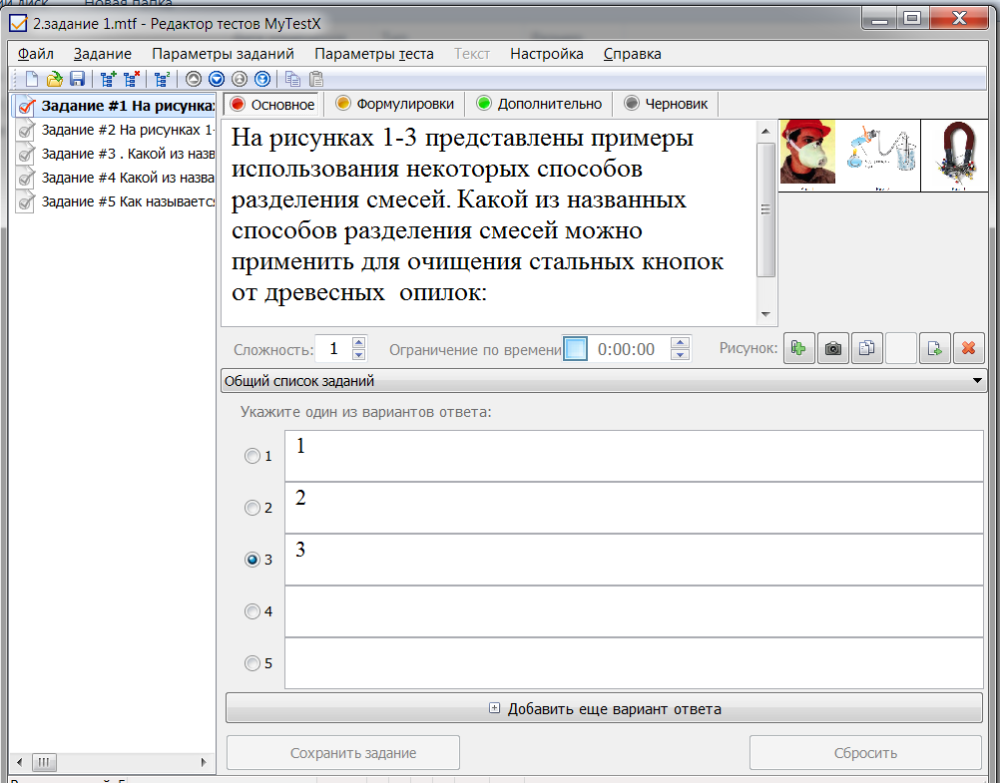 2.задание 1.mtf - Редактор тестов MyTestX
Файл Задание Параметры заданий Параметры теста Текст Настройка Справка
Задание #1 На рисунка
Задание #2 На рисунках 1-
Задание #3 . Какой из назв
Задание #4 Какой из назва
Задание #5 Как называетс
Основное Формулировки Дополнительно Черновик
На рисунках 1-3 представлены примеры
использования некоторых способов
разделения смесей. Какой из названных
способов разделения смесей можно
применить для очищения стальных кнопок
от древесных опилок:
Сложность: 1 Ограничение по времени 0:00:00 Рисунок:
Общий список заданий
Укажите один из вариантов ответа:
1 1
2 2
3 3
4
5
Добавить еще вариант ответа
Сохранить задание Сбросить